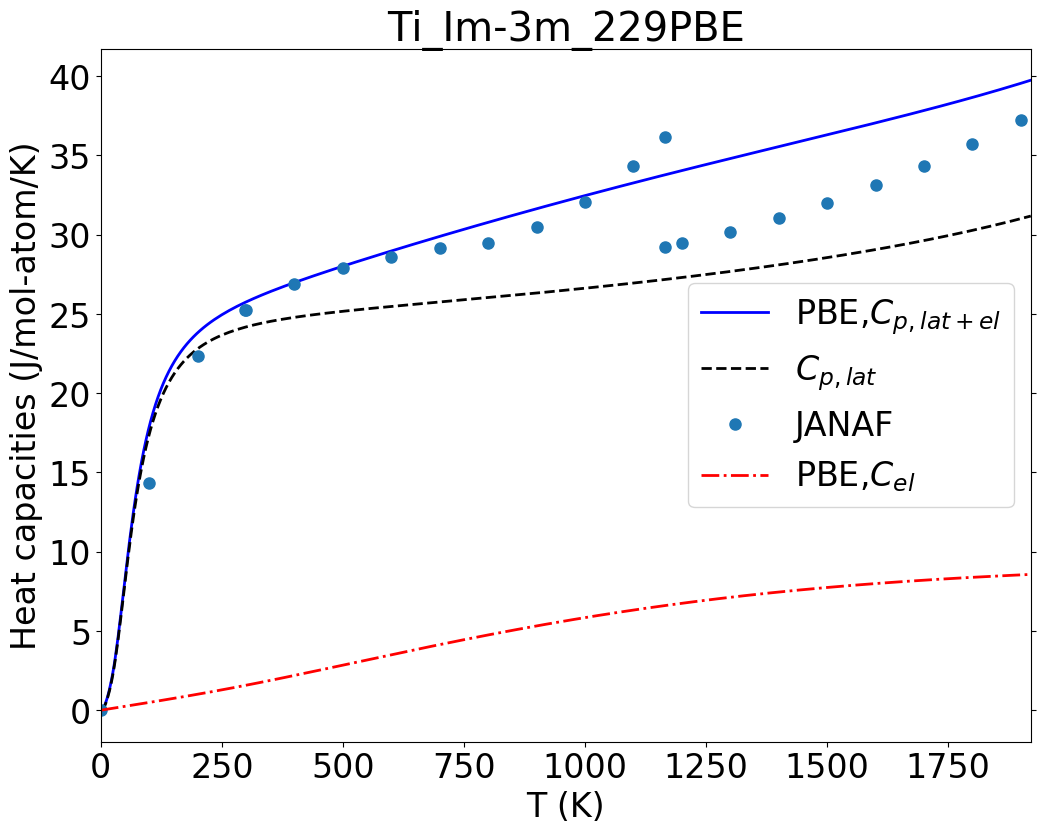 Ti_Im-3m_229PBE
Heat capacities (J/mol-atom/K)
40
35
30
25
20
15
10
5
0
PBE,C_{p,lat+el}
C_{p,lat}
JANAF
PBE,C_{el}
0 250 500 750 1000 1250 1500 1750
T (K)